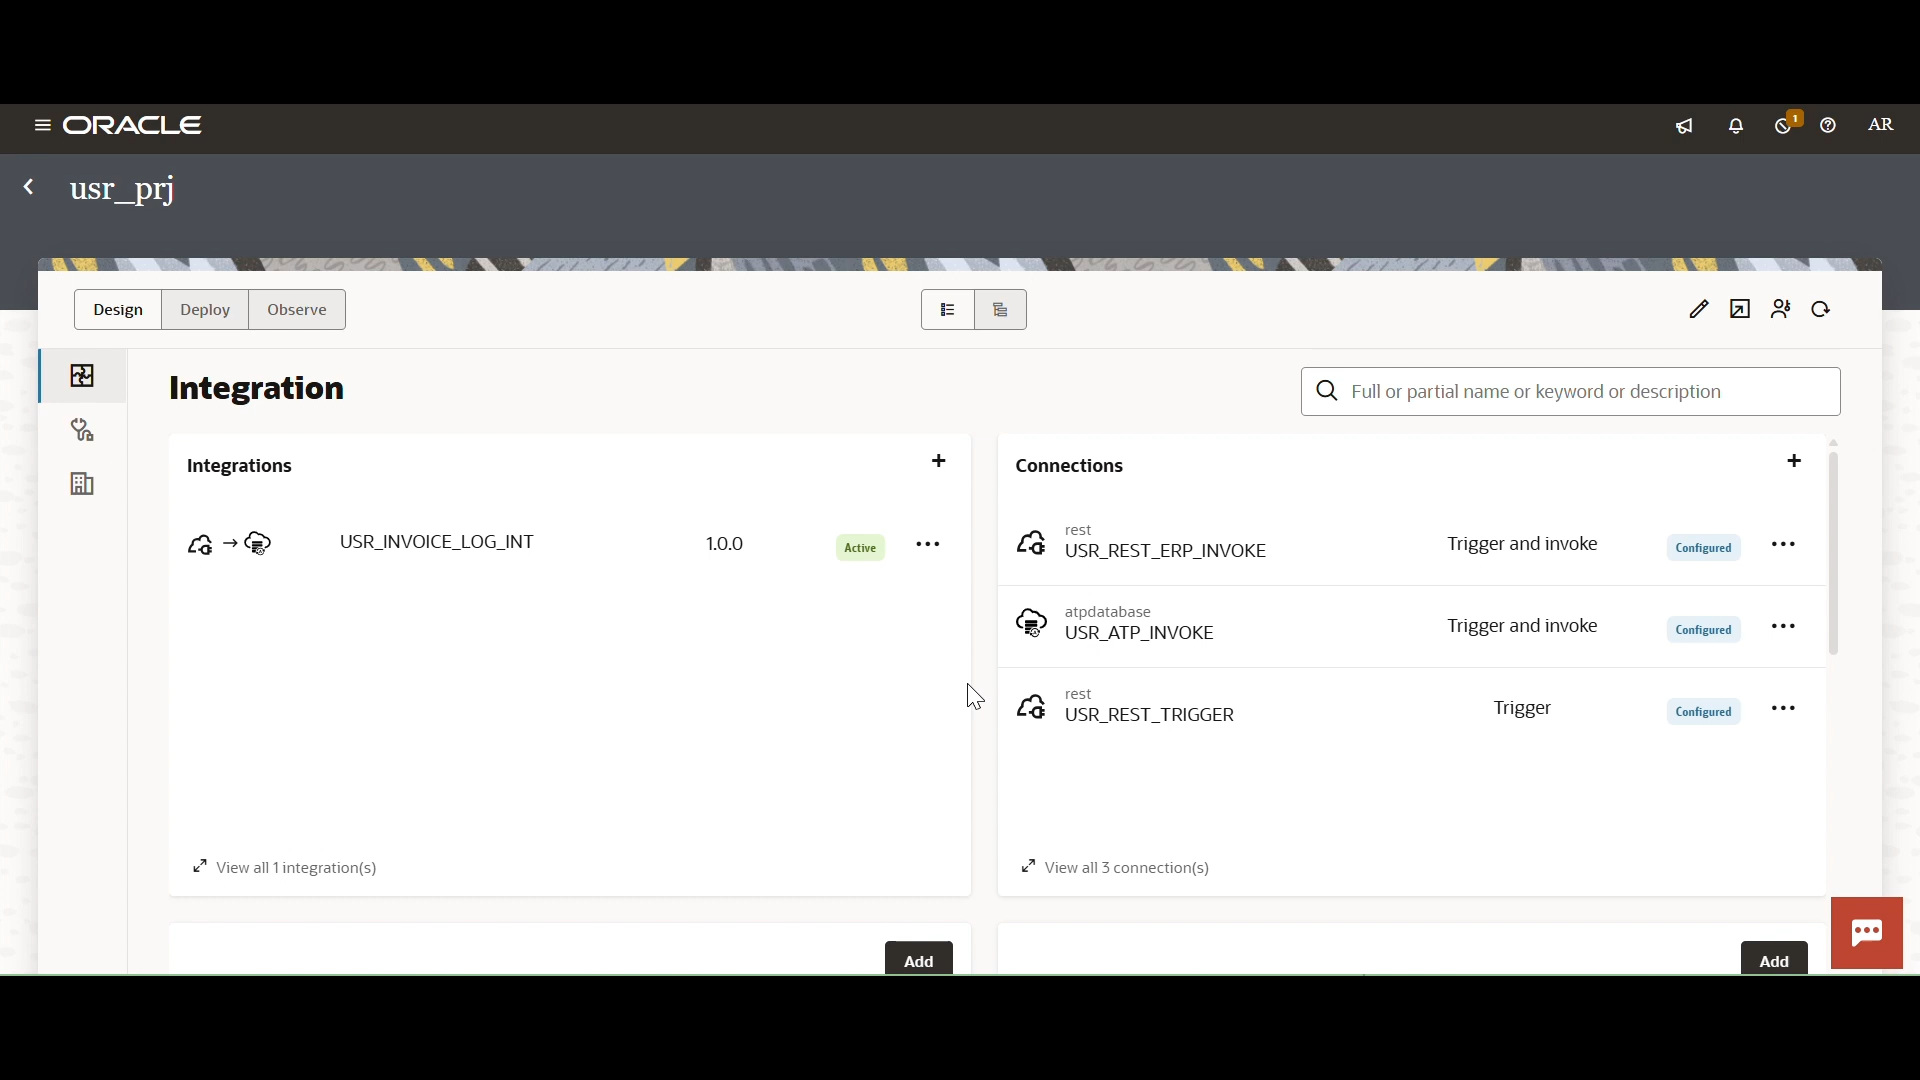 ORACLE
1
AR
usr_prj
Design
Deploy
Observe
Integration
Full or partial name or keyword or description
Integrations
USR_INVOICE_LOG_INT
1.0.0
Active
View all 1 integration(s)
Connections
rest
USR_REST_ERP_INVOKE
Trigger and invoke
Configured
atpdatabase
USR_ATP_INVOKE
Trigger and invoke
Configured
rest
USR_REST_TRIGGER
Trigger
Configured
View all 3 connection(s)
Add
Add